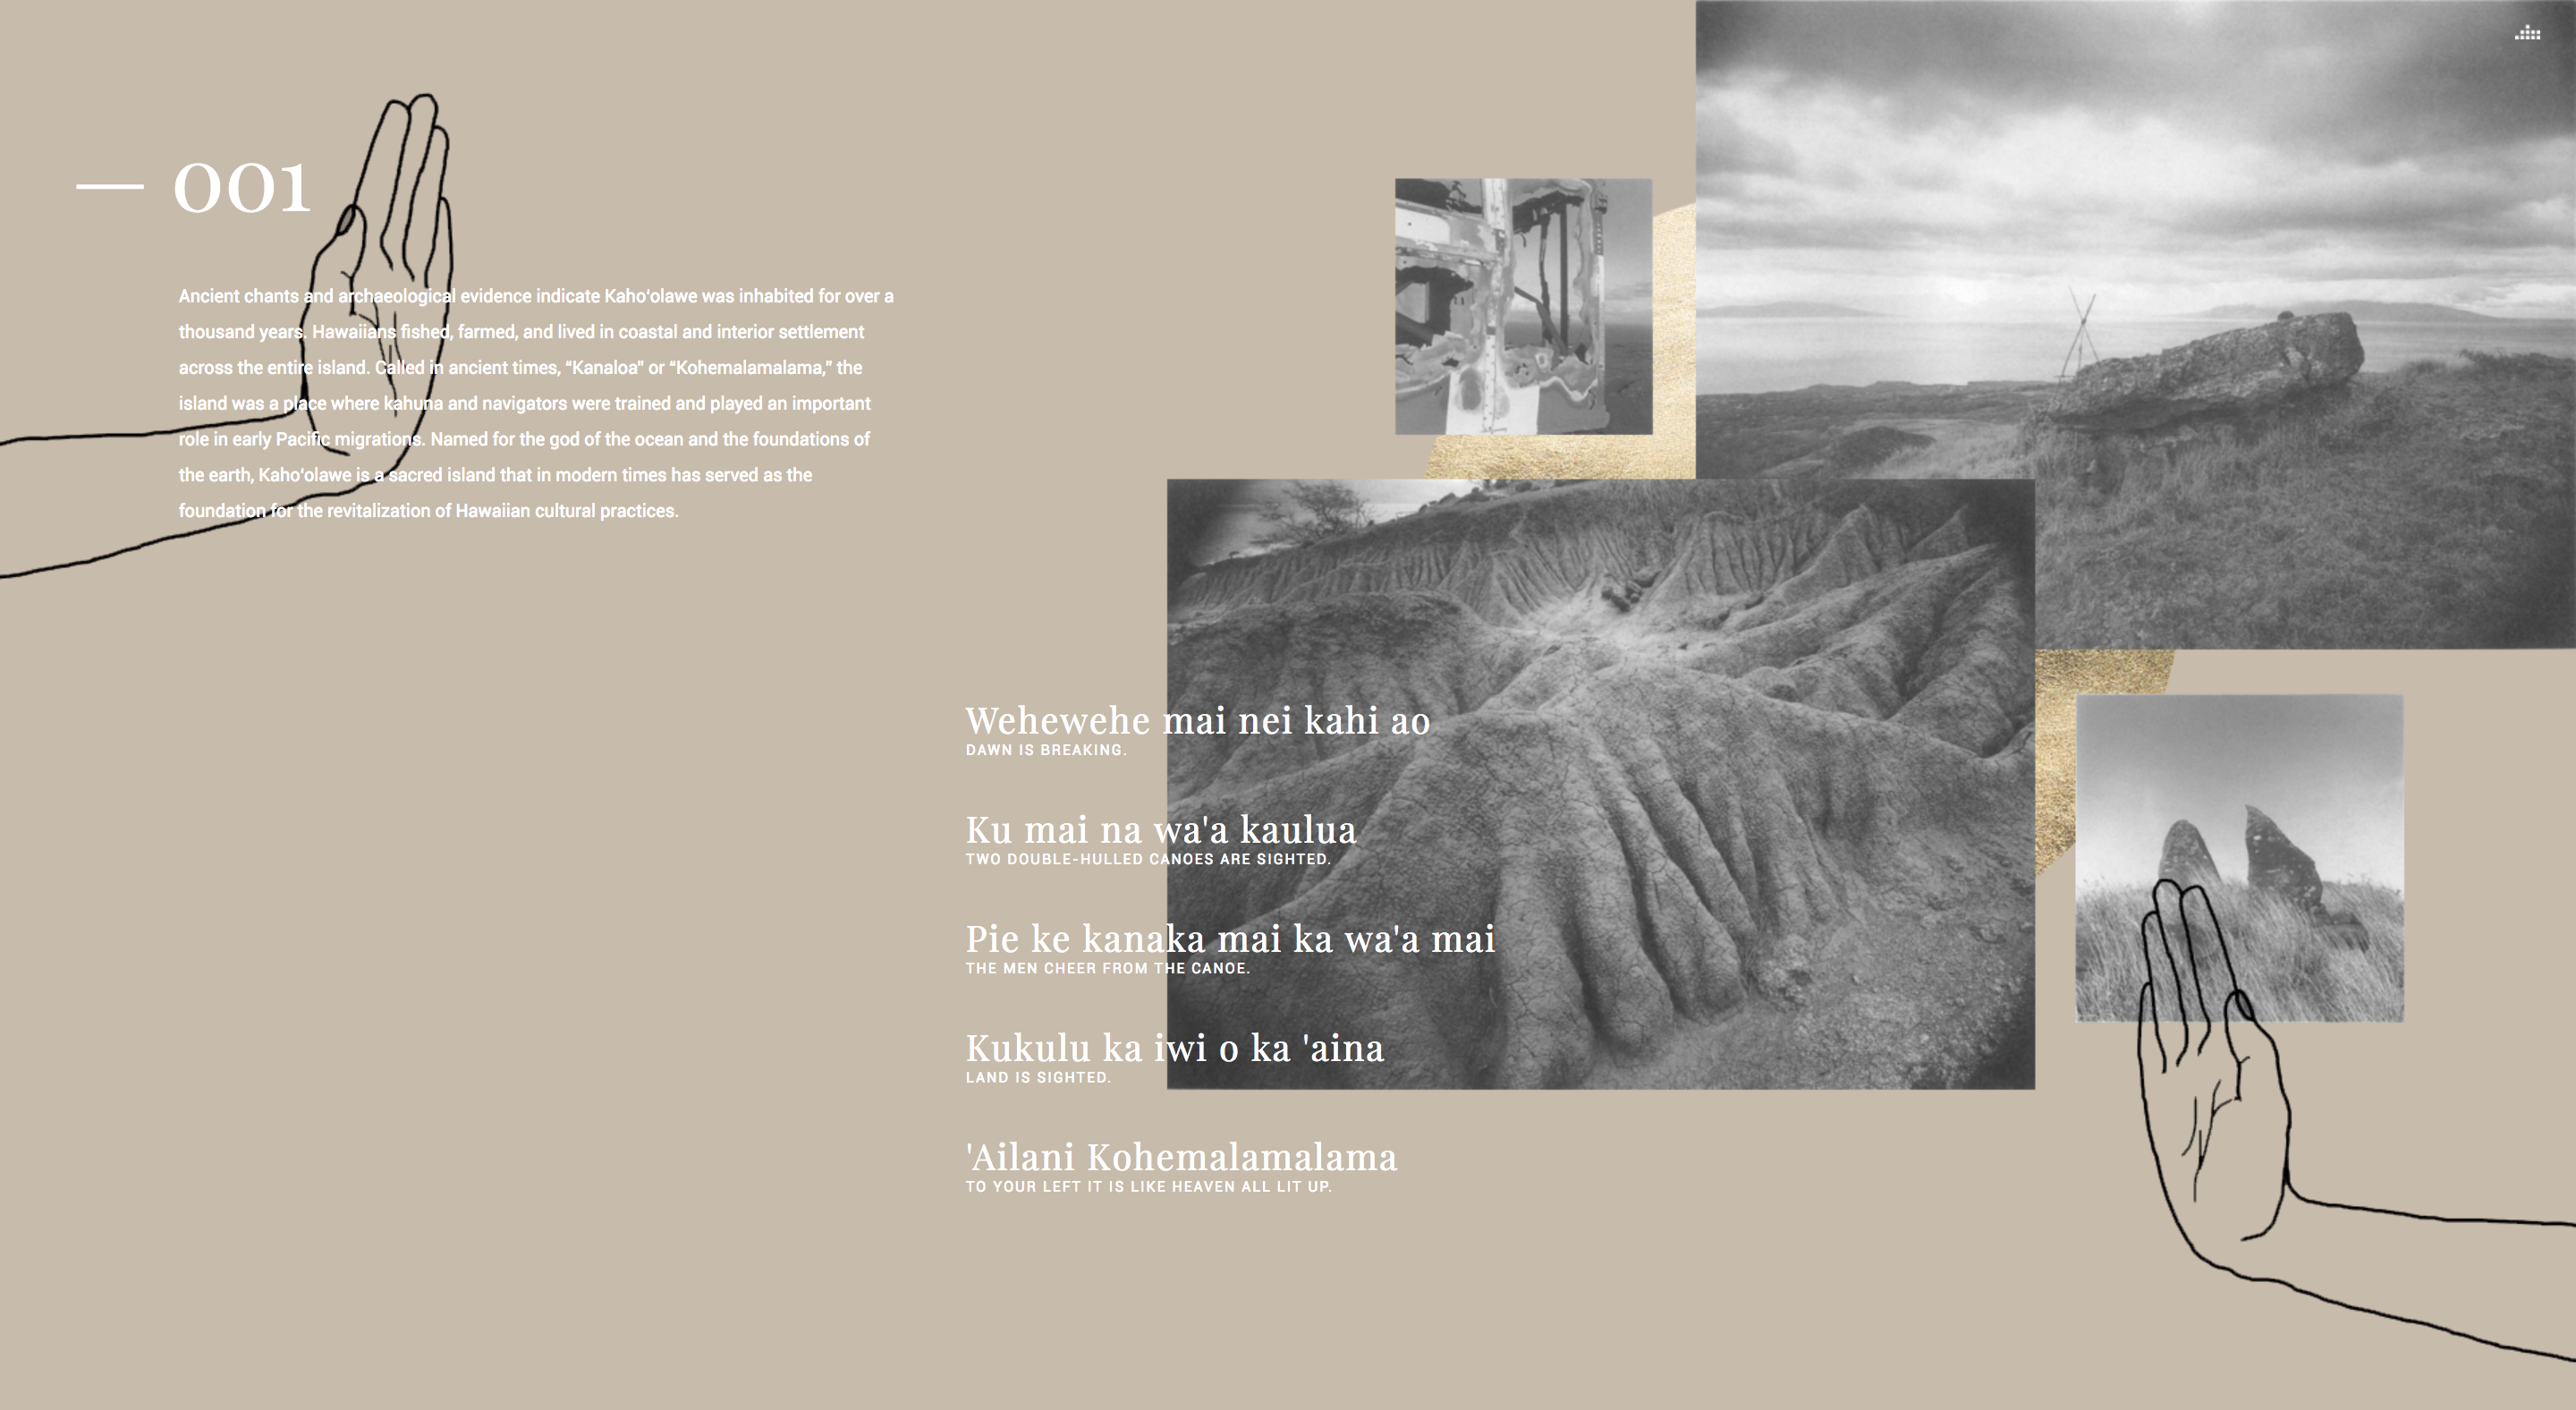 001
Ancient chants and archaeological evidence indicate Kaho‘olawe was inhabited for over a
thousand years. Hawaiians fished, farmed, and lived in coastal and interior settlement
across the entire island. Called in ancient times, “Kanaloa” or “Kohemalamalama,” the
island was a place where kahuna and navigators were trained and played an important
role in early Pacific migrations. Named for the god of the ocean and the foundations of
the earth, Kaho‘olawe is a sacred island that in modern times has served as the
foundation for the revitalization of Hawaiian cultural practices.
Wehewehe mai nei kahi ao
DAWN IS BREAKING.
Ku mai na wa'a kaulua
TWO DOUBLE-HULLED CANOES ARE SIGHTED.
Pie ke kanaka mai ka wa'a mai
THE MEN CHEER FROM THE CANOE.
Kukulu ka iwi o ka 'aina
LAND IS SIGHTED.
'Ailani Kohemalamalama
TO YOUR LEFT IT IS LIKE HEAVEN ALL LIT UP.